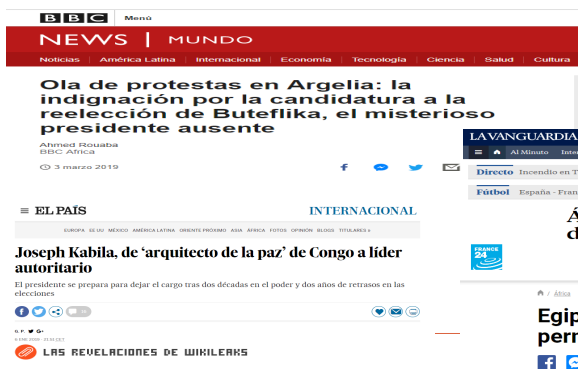 BBC Menú
NEWS | MUNDO
Noticias América Latina Internacional Economía Tecnología Ciencia Salud Cultura
Ola de protestas en Argelia: la
indignación por la candidatura a la
reelección de Buteflika, el misterioso
presidente ausente
Ahmed Rouaba
BBC Africa
3 marzo 2019
LA VANGUARDIA
Al Minuto Inter
Directo Incendio en T
Fútbol España - Fran
Á
d
FRANCE
24
/ África
Egip
perm
EL PAÍS INTERNACIONAL
EUROPA EE UU MÉXICO AMÉRICA LATINA ORIENTE PRÓXIMO ASIA ÁFRICA FOTOS OPINIÓN BLOGS TITULARES »
Joseph Kabila, de ‘arquitecto de la paz’ de Congo a líder
autoritario
El presidente se prepara para dejar el cargo tras dos décadas en el poder y dos años de retrasos en las
elecciones
LAS REVELACIONES DE WIKILEAKS